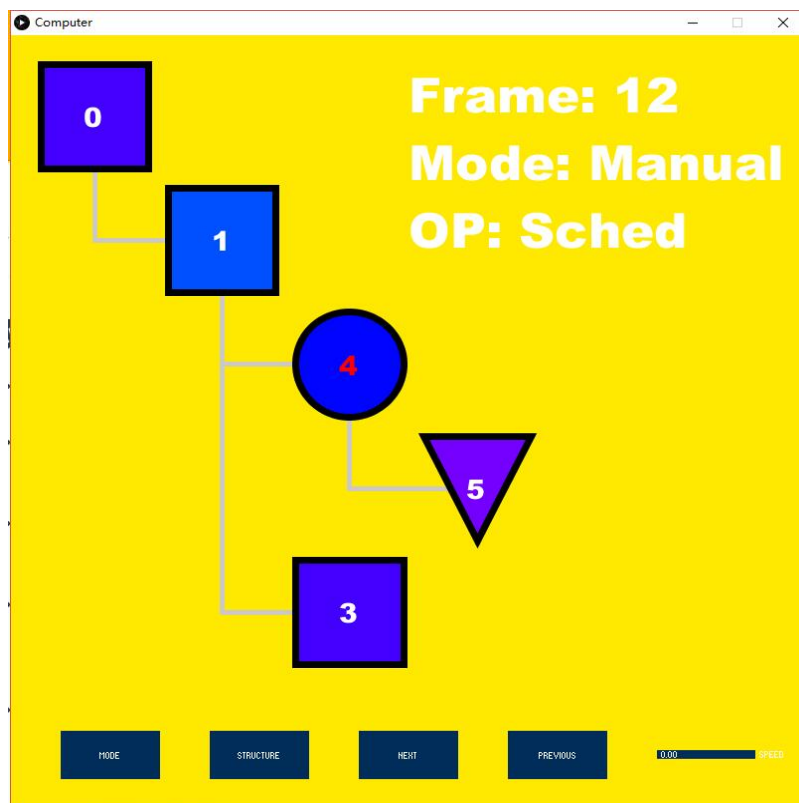 Computer
0
Frame: 12
Mode: Manual
OP: Sched
1
4
5
3
MODE
STRUCTURE
NEXT
PREVIOUS
0.00
SPEED